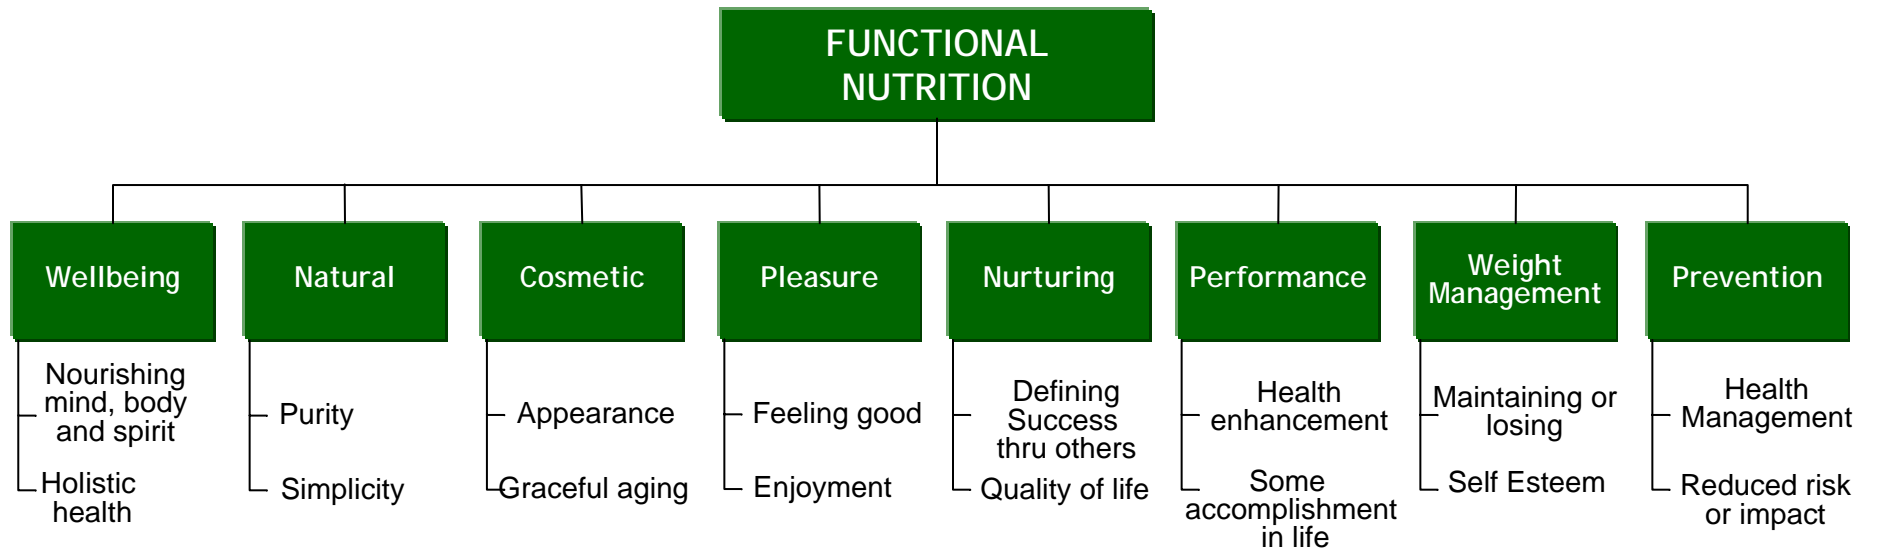 FUNCTIONAL
NUTRITION
Wellbeing
Natural
Cosmetic
Pleasure
Nurturing
Performance
Weight
Management
Prevention
Nourishing
mind, body
and spirit
Holistic
health
Purity
Simplicity
Appearance
Graceful aging
Feeling good
Enjoyment
Defining
Success
thru others
Quality of life
Health
enhancement
Some
accomplishment
in life
Maintaining or
losing
Self Esteem
Health
Management
Reduced risk
or impact